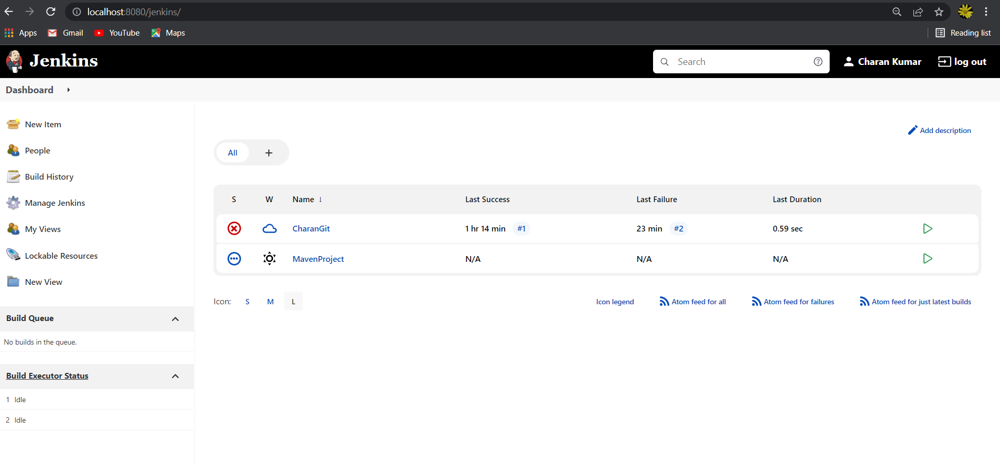 localhost:8080/jenkins/
Apps Gmail YouTube Maps Reading list
Jenkins Search Charan Kumar log out
Dashboard
New Item
People
Build History
Manage Jenkins
My Views
Lockable Resources
New View
Build Queue
No builds in the queue.
Build Executor Status
1 Idle
2 Idle
Add description
All +
S W Name ↓ Last Success Last Failure Last Duration
CharanGit 1 hr 14 min #1 23 min #2 0.59 sec
MavenProject N/A N/A N/A
Icon: S M L Icon legend Atom feed for all Atom feed for failures Atom feed for just latest builds